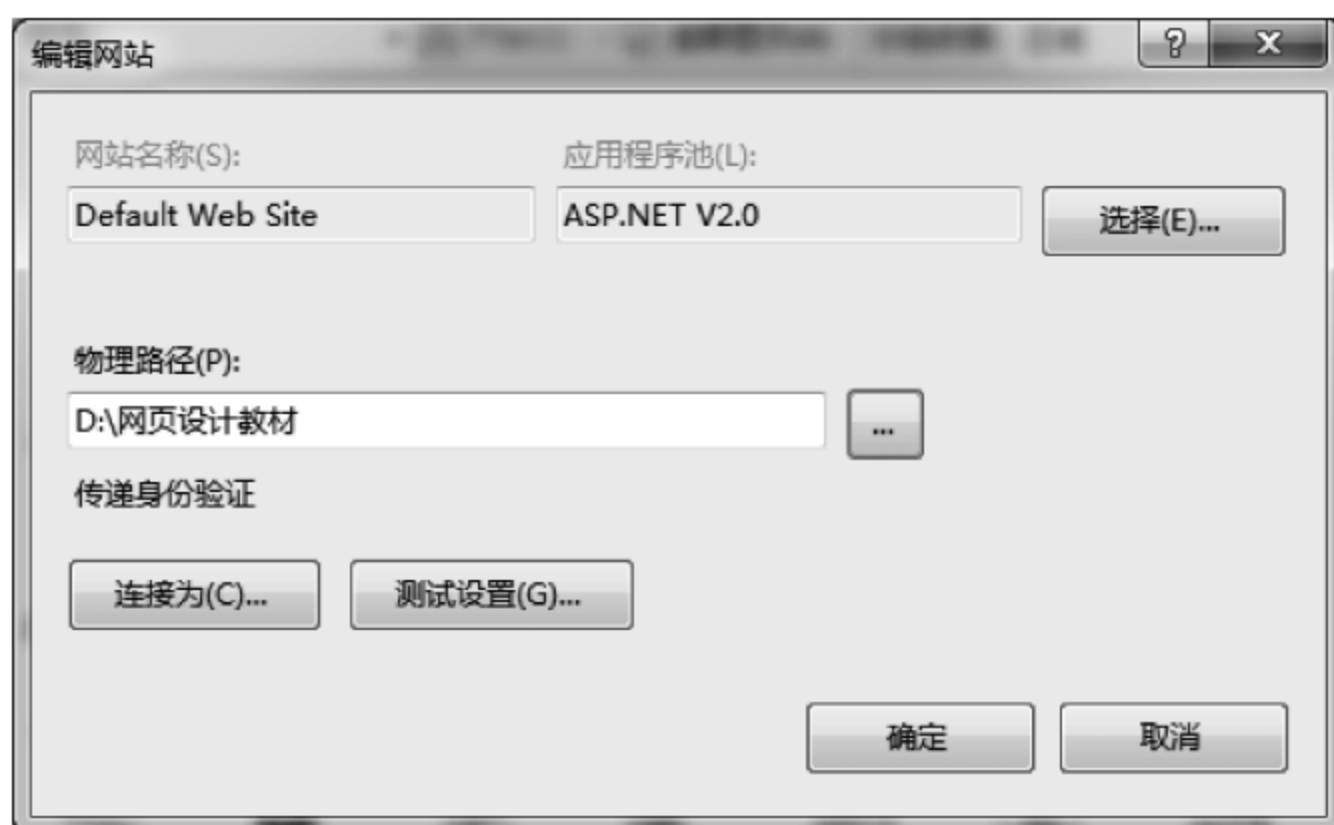 编辑网站
网站名称(S):
应用程序池(L):
Default Web Site
ASP.NET V2.0
选择(E)...
物理路径(P):
D:\网页设计教材
...
传递身份验证
连接为(C)...
测试设置(G)...
确定
取消